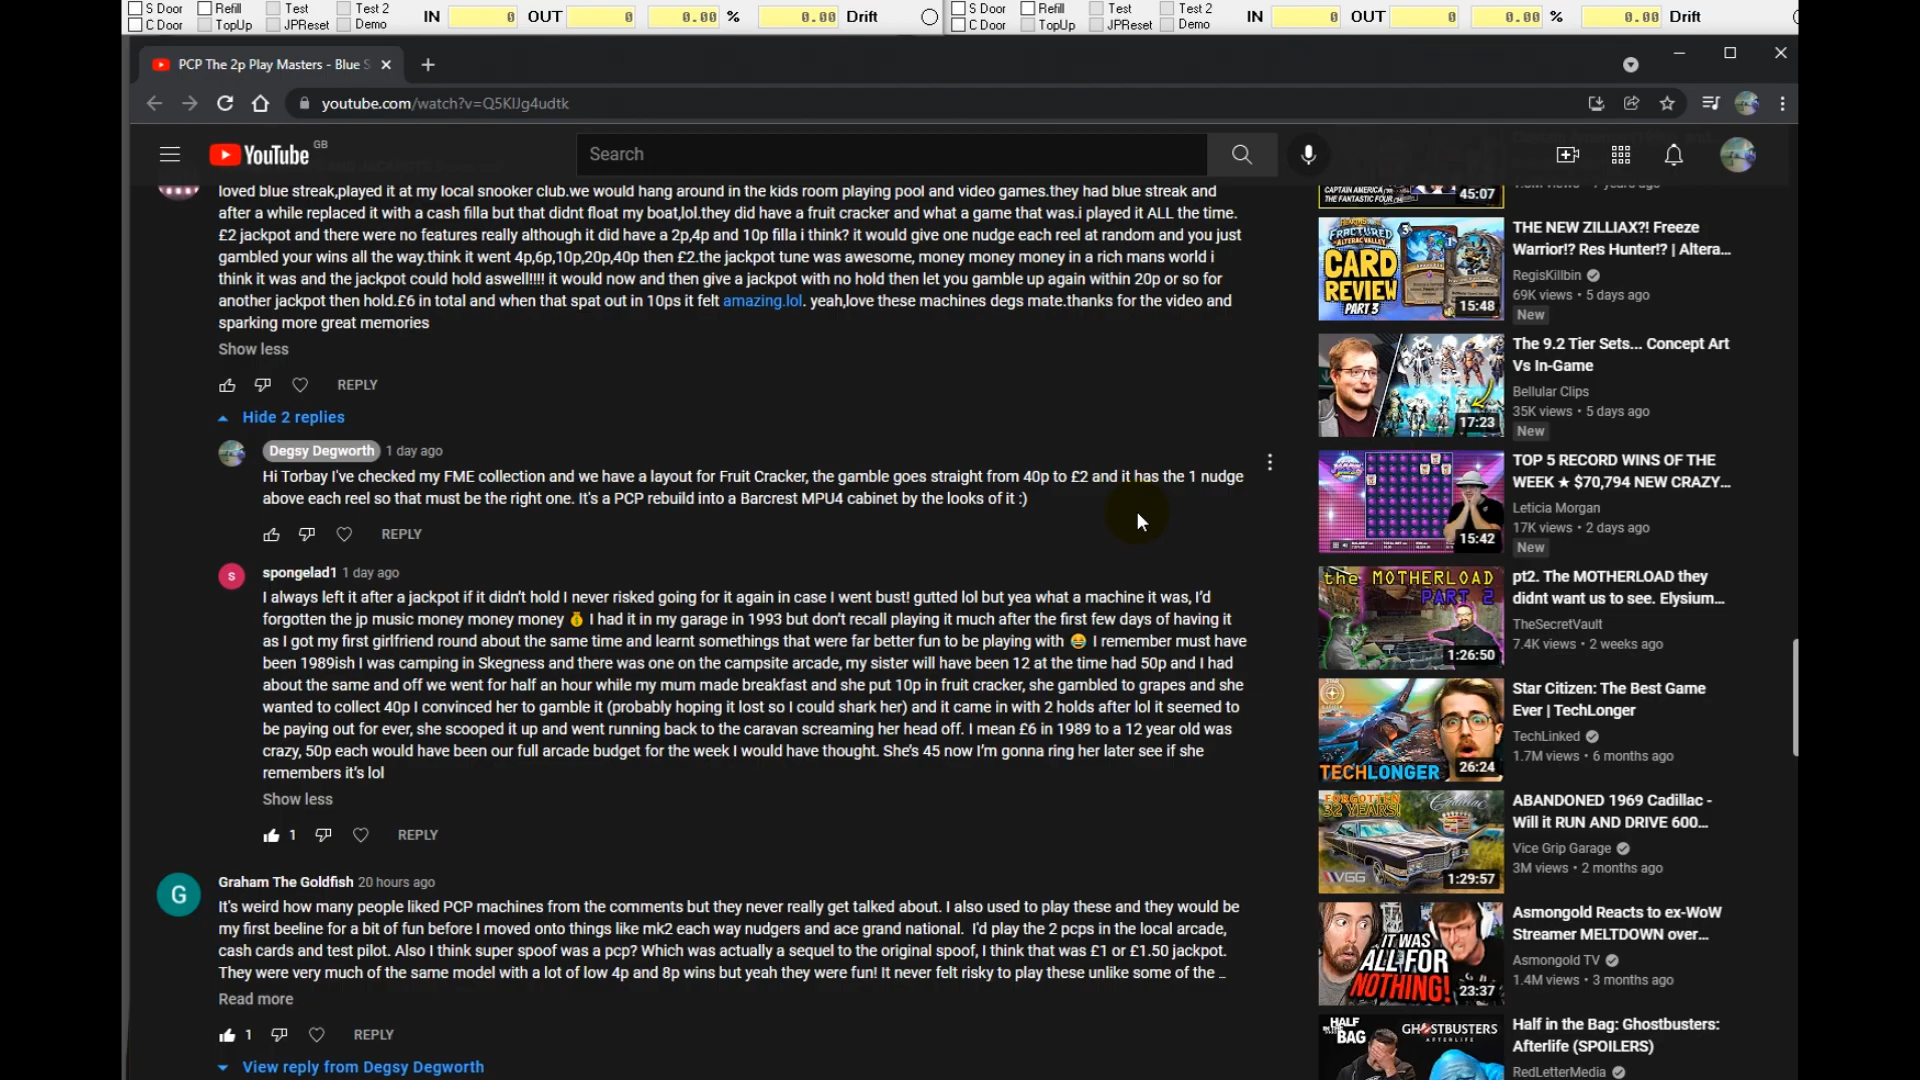 S Door Refill Test Test 2
C Door TopUp JPReset Demo
IN 0 OUT 0 0.00 % 0.00 Drift
S Door Refill Test Test 2
C Door TopUp JPReset Demo
IN 0 OUT 0 0.00 % 0.00 Drift
PCP The 2p Play Masters - Blue S
youtube.com/watch?v=Q5KlJg4udtk
YouTube GB
Search
loved blue streak,played it at my local snooker club.we would hang around in the kids room playing pool and video games.they had blue streak and
after a while replaced it with a cash filla but that didnt float my boat,lol.they did have a fruit cracker and what a game that was.i played it ALL the time.
£2 jackpot and there were no features really although it did have a 2p,4p and 10p filla i think? it would give one nudge each reel at random and you just
gambled your wins all the way.think it went 4p,6p,10p,20p,40p then £2.the jackpot tune was awesome, money money money in a rich mans world i
think it was and the jackpot could hold aswell!!!! it would now and then give a jackpot with no hold then let you gamble up again within 20p or so for
another jackpot then hold.£6 in total and when that spat out in 10ps it felt amazing.lol. yeah,love these machines degs mate.thanks for the video and
sparking more great memories
Show less
REPLY
Hide 2 replies
Degsy Degworth 1 day ago
Hi Torbay I've checked my FME collection and we have a layout for Fruit Cracker, the gamble goes straight from 40p to £2 and it has the 1 nudge
above each reel so that must be the right one. It's a PCP rebuild into a Barcrest MPU4 cabinet by the looks of it :)
REPLY
S
spongelad1 1 day ago
I always left it after a jackpot if it didn't hold I never risked going for it again in case I went bust! gutted lol but yea what a machine it was, I'd
forgotten the jp music money money money 💰 I had it in my garage in 1993 but don't recall playing it much after the first few days of having it
as I got my first girlfriend round about the same time and learnt somethings that were far better fun to be playing with 😂 I remember must have
been 1989ish I was camping in Skegness and there was one on the campsite arcade, my sister will have been 12 at the time had 50p and I had
about the same and off we went for half an hour while my mum made breakfast and she put 10p in fruit cracker, she gambled to grapes and she
wanted to collect 40p I convinced her to gamble it (probably hoping it lost so I could shark her) and it came in with 2 holds after lol it seemed to
be paying out for ever, she scooped it up and went running back to the caravan screaming her head off. I mean £6 in 1989 to a 12 year old was
crazy, 50p each would have been our full arcade budget for the week I would have thought. She's 45 now I'm gonna ring her later see if she
remembers it's lol
Show less
1 REPLY
G
Graham The Goldfish 20 hours ago
It's weird how many people liked PCP machines from the comments but they never really get talked about. I also used to play these and they would be
my first beeline for a bit of fun before I moved onto things like mk2 each way nudgers and ace grand national. I'd play the 2 pcps in the local arcade,
cash cards and test pilot. Also I think super spoof was a pcp? Which was actually a sequel to the original spoof, I think that was £1 or £1.50 jackpot.
They were very much of the same model with a lot of low 4p and 8p wins but yeah they were fun! It never felt risky to play these unlike some of the ...
Read more
1 REPLY
View reply from Degsy Degworth
CAPTAIN AMERICA
THE FANTASTIC FOUR
45:07
FRACTURED
ALTERAC VALLEY
CARD
REVIEW
PART 3
15:48
THE NEW ZILLIAX?! Freeze
Warrior!? Res Hunter!? | Altera...
RegisKillbin
69K views • 5 days ago
New
17:23
The 9.2 Tier Sets... Concept Art
Vs In-Game
Bellular Clips
35K views • 5 days ago
New
15:42
TOP 5 RECORD WINS OF THE
WEEK ★ $70,794 NEW CRAZY...
Leticia Morgan
17K views • 2 days ago
New
the MOTHERLOAD
PART 2
1:26:50
pt2. The MOTHERLOAD they
didnt want us to see. Elysium...
TheSecretVault
7.4K views • 2 weeks ago
TECHLONGER
26:24
Star Citizen: The Best Game
Ever | TechLonger
TechLinked
1.7M views • 6 months ago
FORGOTTEN
32 YEARS!
Cadillac
VGG
1:29:57
ABANDONED 1969 Cadillac -
Will it RUN AND DRIVE 600...
Vice Grip Garage
3M views • 2 months ago
IT WAS
ALL FOR
NOTHING!
23:37
Asmongold Reacts to ex-WoW
Streamer MELTDOWN over...
Asmongold TV
1.4M views • 3 months ago
HALF
IN THE
BAG
GHOSTBUSTERS
AFTERLIFE
Half in the Bag: Ghostbusters:
Afterlife (SPOILERS)
RedLetterMedia